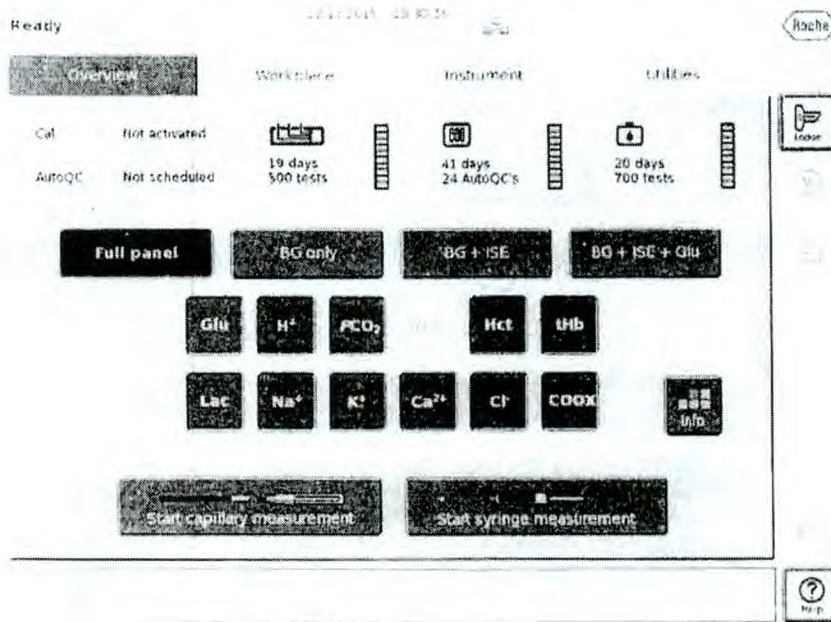 Ready
Roche
Overview Workplace Instrument Utilities
Cal Not activated
19 days 41 days 20 days
AutoQC Not scheduled 500 tests 24 AutoQC's 700 tests
Full panel BG only BG + ISE BG + ISE + Glu
Glu H+ PCO₂ Hct tHb
Lac Na+ K+ Ca²⁺ Cl⁻ COOX
Info
Start capillary measurement Start syringe measurement
Help